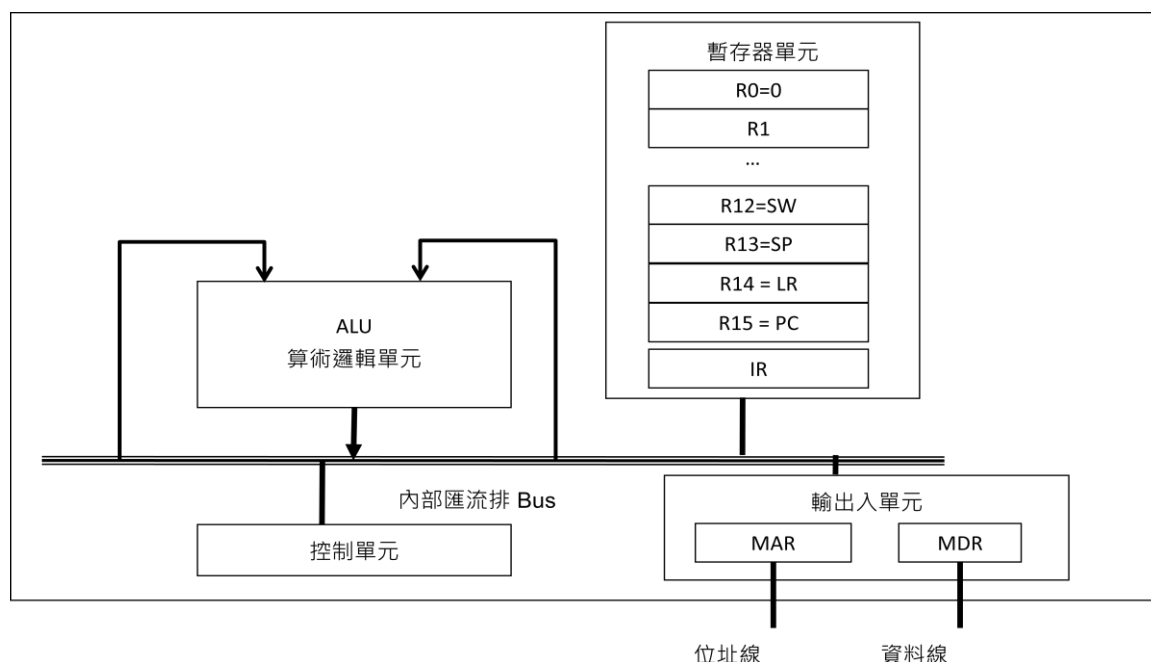 暫存器單元
R0=0
R1
...
R12=SW
R13=SP
R14 = LR
R15 = PC
IR
ALU
算術邏輯單元
內部匯流排 Bus
控制單元
輸出入單元
MAR
MDR
位址線
資料線